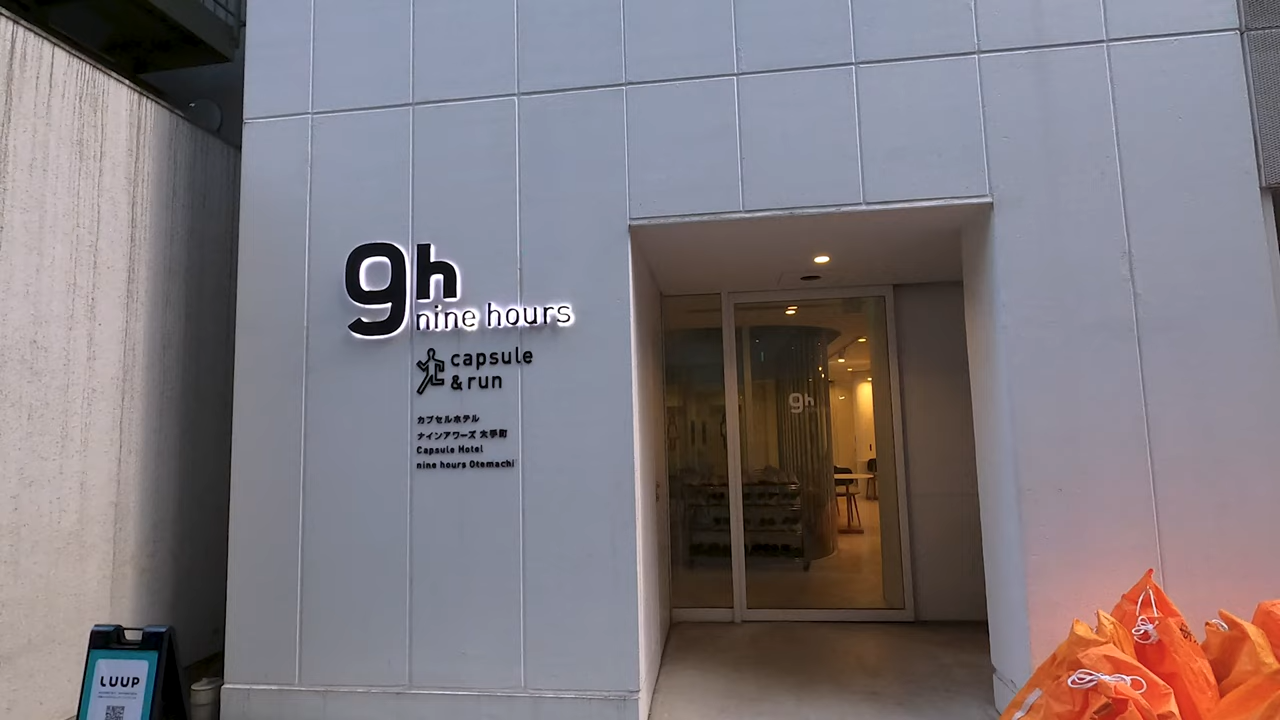 9h
nine hours
capsule
& run
カプセルホテル
ナインアワーズ 大手町
Capsule Hotel
nine hours Otemachi
9h
LUUP